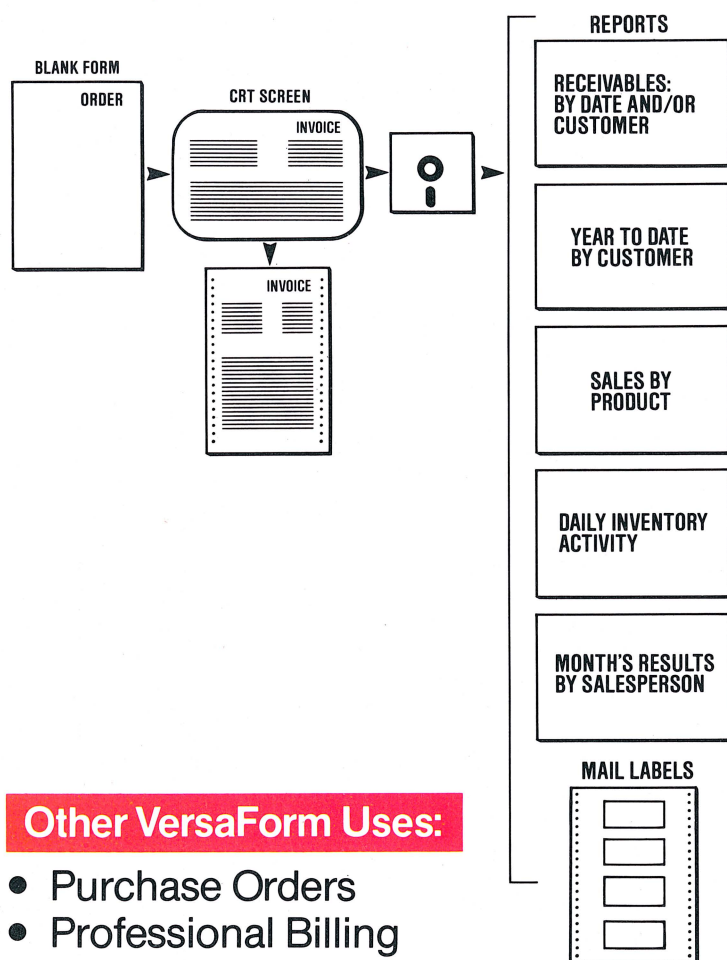 BLANK FORM
ORDER
CRT SCREEN
INVOICE
INVOICE
REPORTS
RECEIVABLES:
BY DATE AND/OR
CUSTOMER
YEAR TO DATE
BY CUSTOMER
SALES BY
PRODUCT
DAILY INVENTORY
ACTIVITY
MONTH'S RESULTS
BY SALESPERSON
MAIL LABELS
Other VersaForm Uses:
• Purchase Orders
• Professional Billing